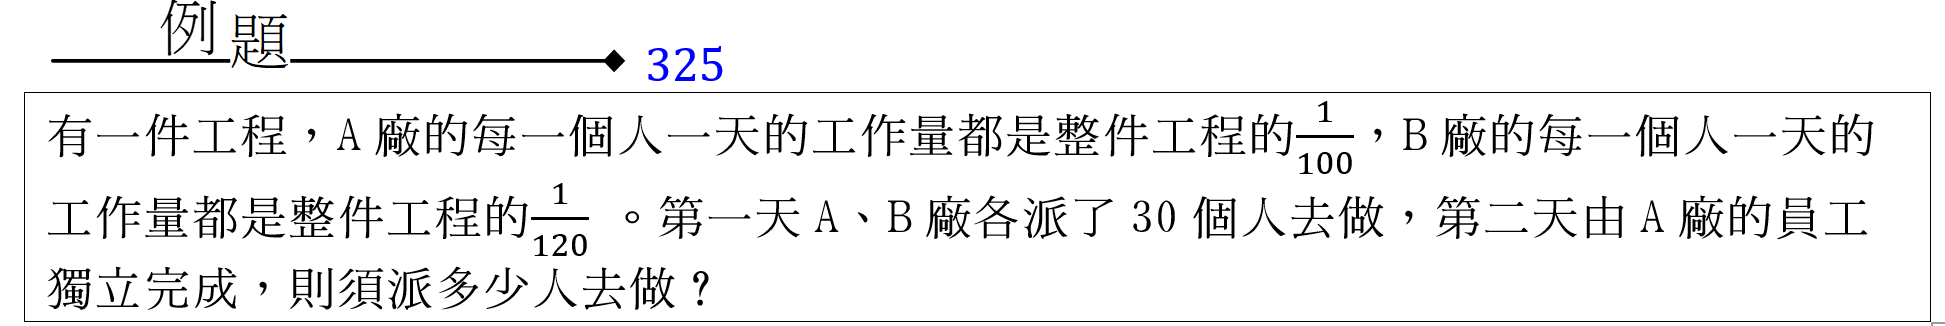 例題 325
有一件工程，A 廠的每一個人一天的工作量都是整件工程的1/100，B 廠的每一個人一天的
工作量都是整件工程的1/120 。第一天 A、B 廠各派了 30 個人去做，第二天由 A 廠的員工
獨立完成，則須派多少人去做？